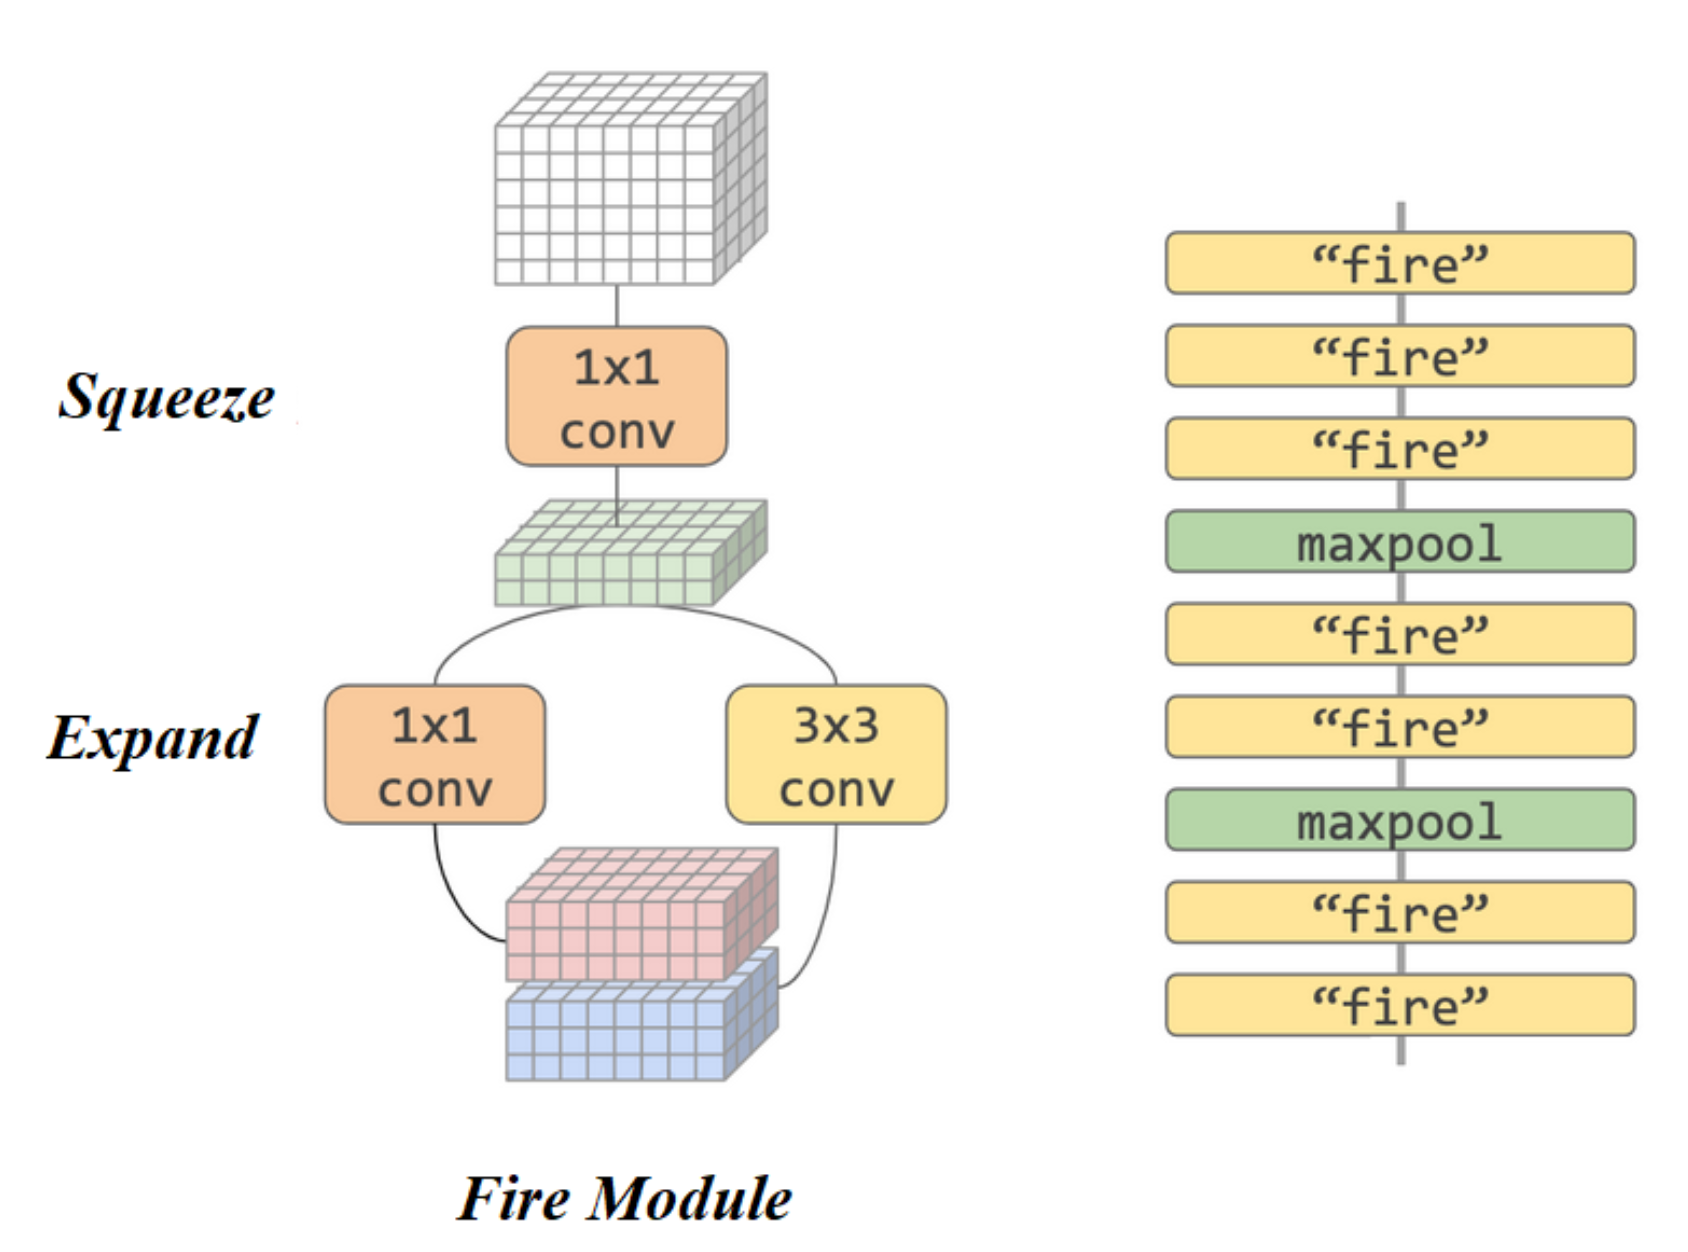 Squeeze
1x1
conv
Expand
1x1
conv
3x3
conv
Fire Module
“fire”
“fire”
“fire”
maxpool
“fire”
“fire”
maxpool
“fire”
“fire”